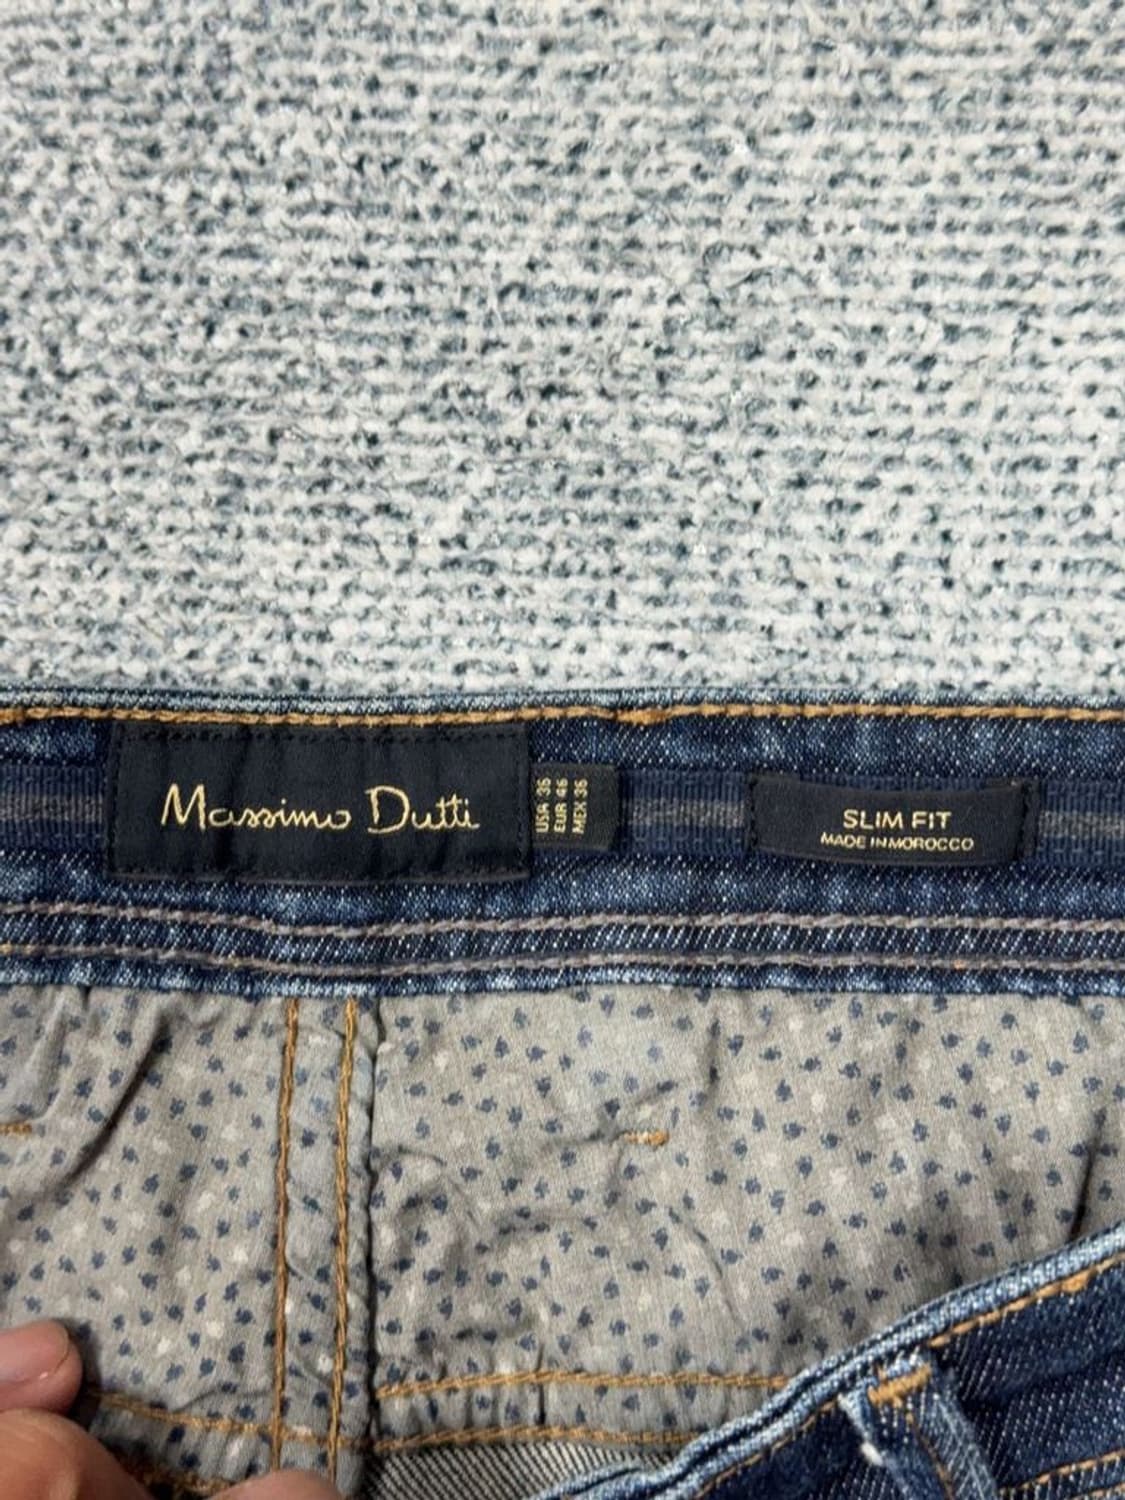 Massimo Dutti
USA 36
EUR 46
MEX 36
SLIM FIT
MADE IN MOROCCO